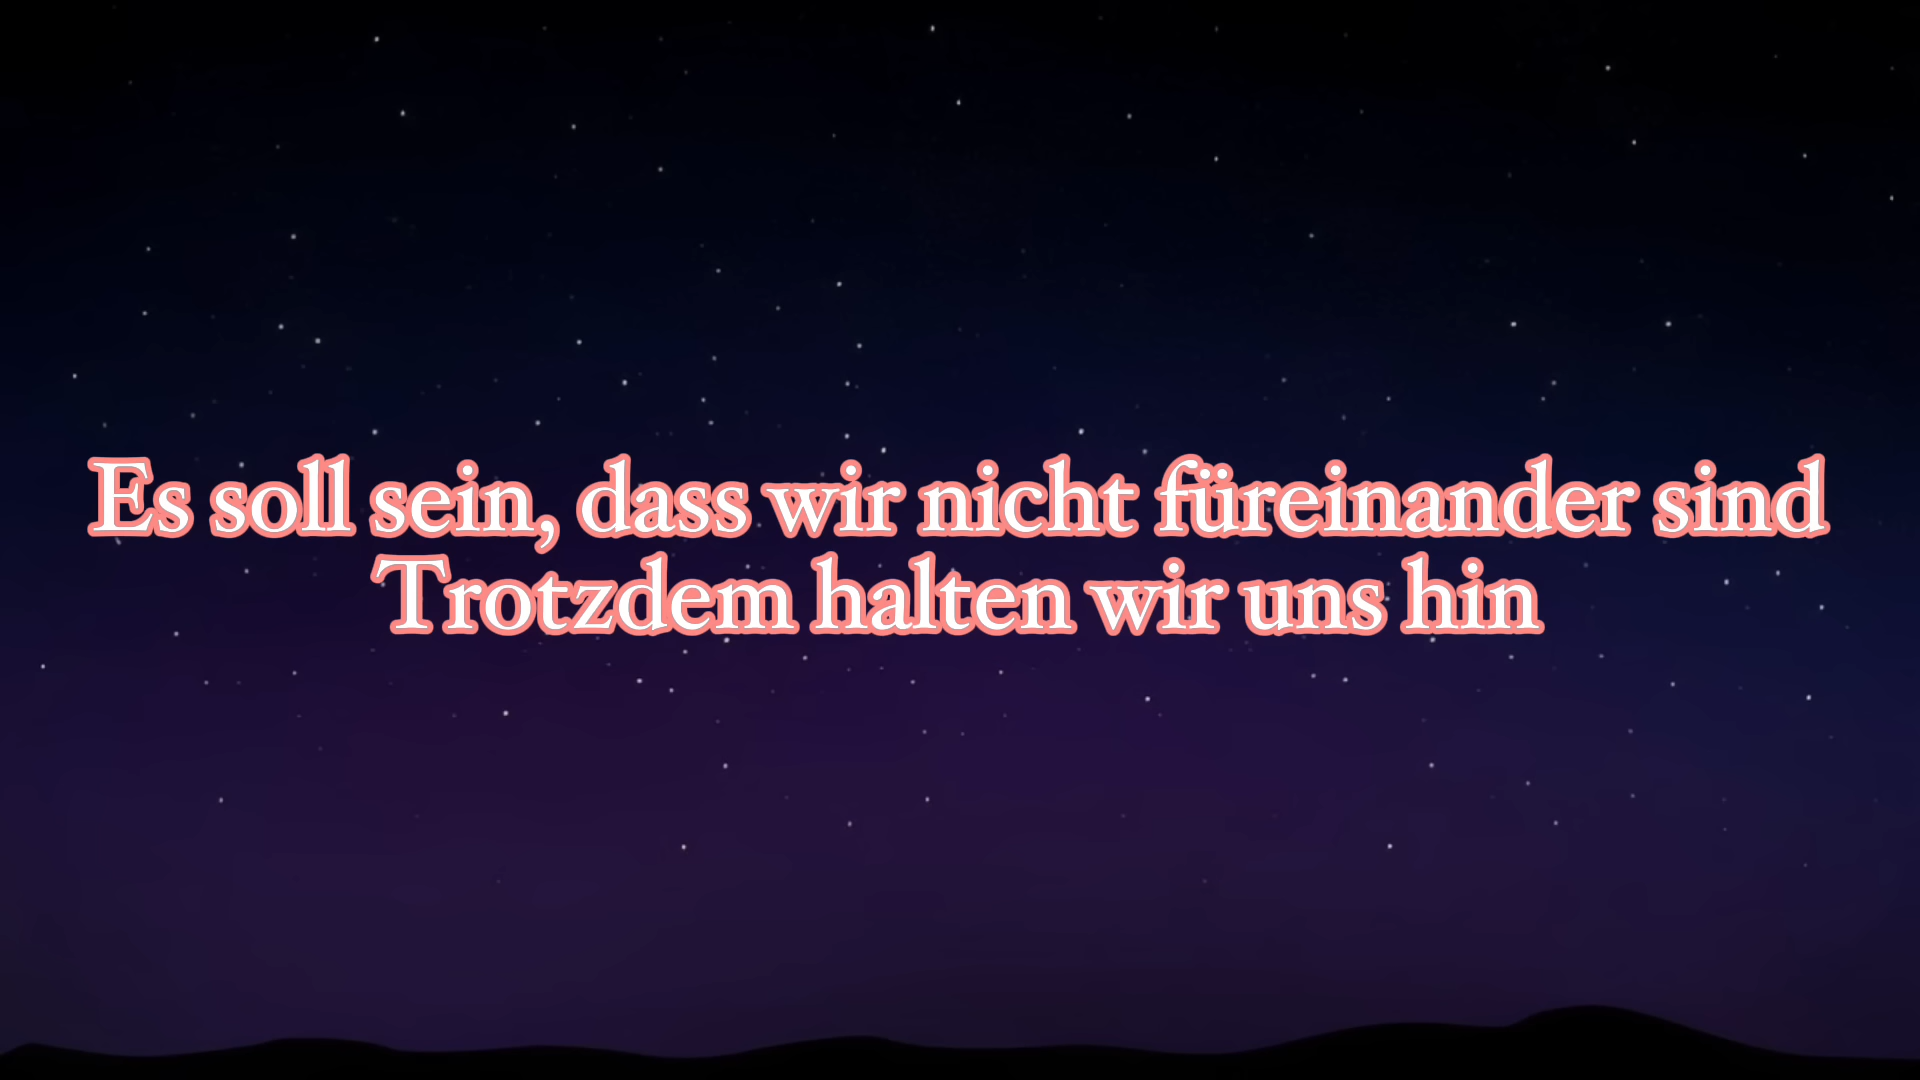 Es soll sein, dass wir nicht füreinander sind
Trotzdem halten wir uns hin